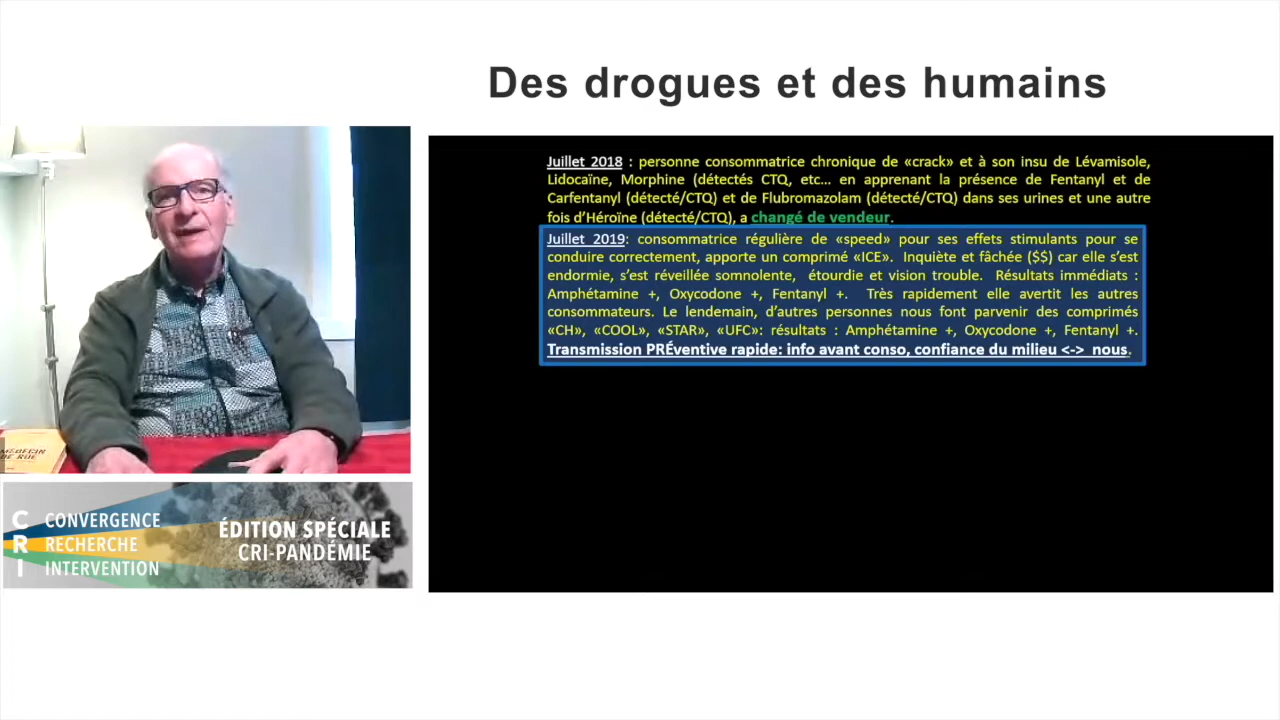 Des drogues et des humains
Juillet 2018 : personne consommatrice chronique de «crack» et à son insu de Lévamisole,
Lidocaïne, Morphine (détectés CTQ, etc... en apprenant la présence de Fentanyl et de
Carfentanyl (détecté/CTQ) et de Flubromazolam (détecté/CTQ) dans ses urines et une autre
fois d'Héroïne (détecté/CTQ), a changé de vendeur.
Juillet 2019: consommatrice régulière de «speed» pour ses effets stimulants pour se
conduire correctement, apporte un comprimé «ICE». Inquiète et fâchée ($$) car elle s'est
endormie, s'est réveillée somnolente, étourdie et vision trouble. Résultats immédiats :
Amphétamine +, Oxycodone +, Fentanyl +. Très rapidement elle avertit les autres
consommateurs. Le lendemain, d'autres personnes nous font parvenir des comprimés
«CH», «COOL», «STAR», «UFC»: résultats : Amphétamine +, Oxycodone +, Fentanyl +.
Transmission PRÉventive rapide: info avant conso, confiance du milieu <-> nous.
MÉDECIN
DE RUE
CONVERGENCE
RECHERCHE
INTERVENTION
C
R
I
ÉDITION SPÉCIALE
CRI-PANDÉMIE